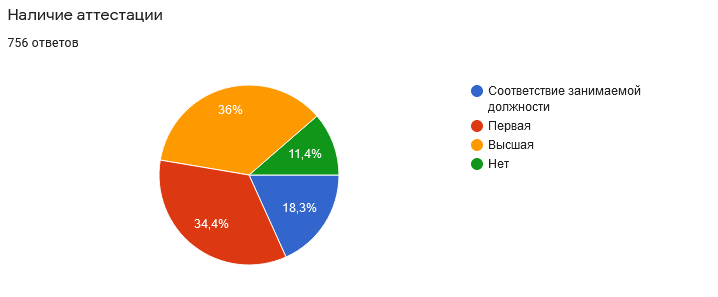 Наличие аттестации
756 ответов
36%
11,4%
18,3%
34,4%
Соответствие занимаемой
должности
Первая
Высшая
Нет